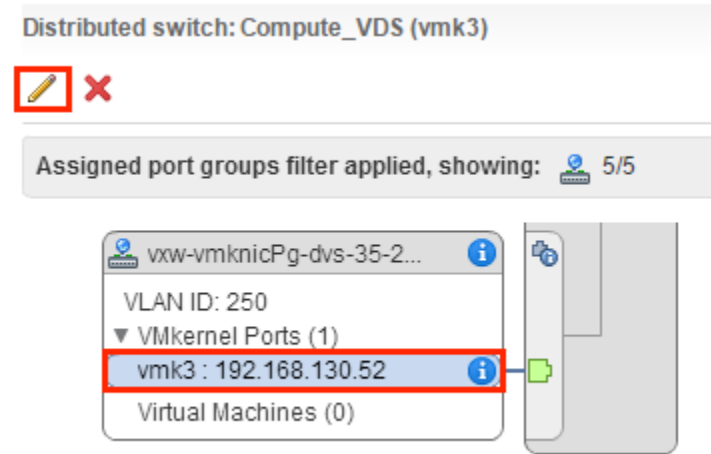 Distributed switch: Compute_VDS (vmk3)
Assigned port groups filter applied, showing: 5/5
vxw-vmknicPg-dvs-35-2...
VLAN ID: 250
VMkernel Ports (1)
vmk3 : 192.168.130.52
Virtual Machines (0)